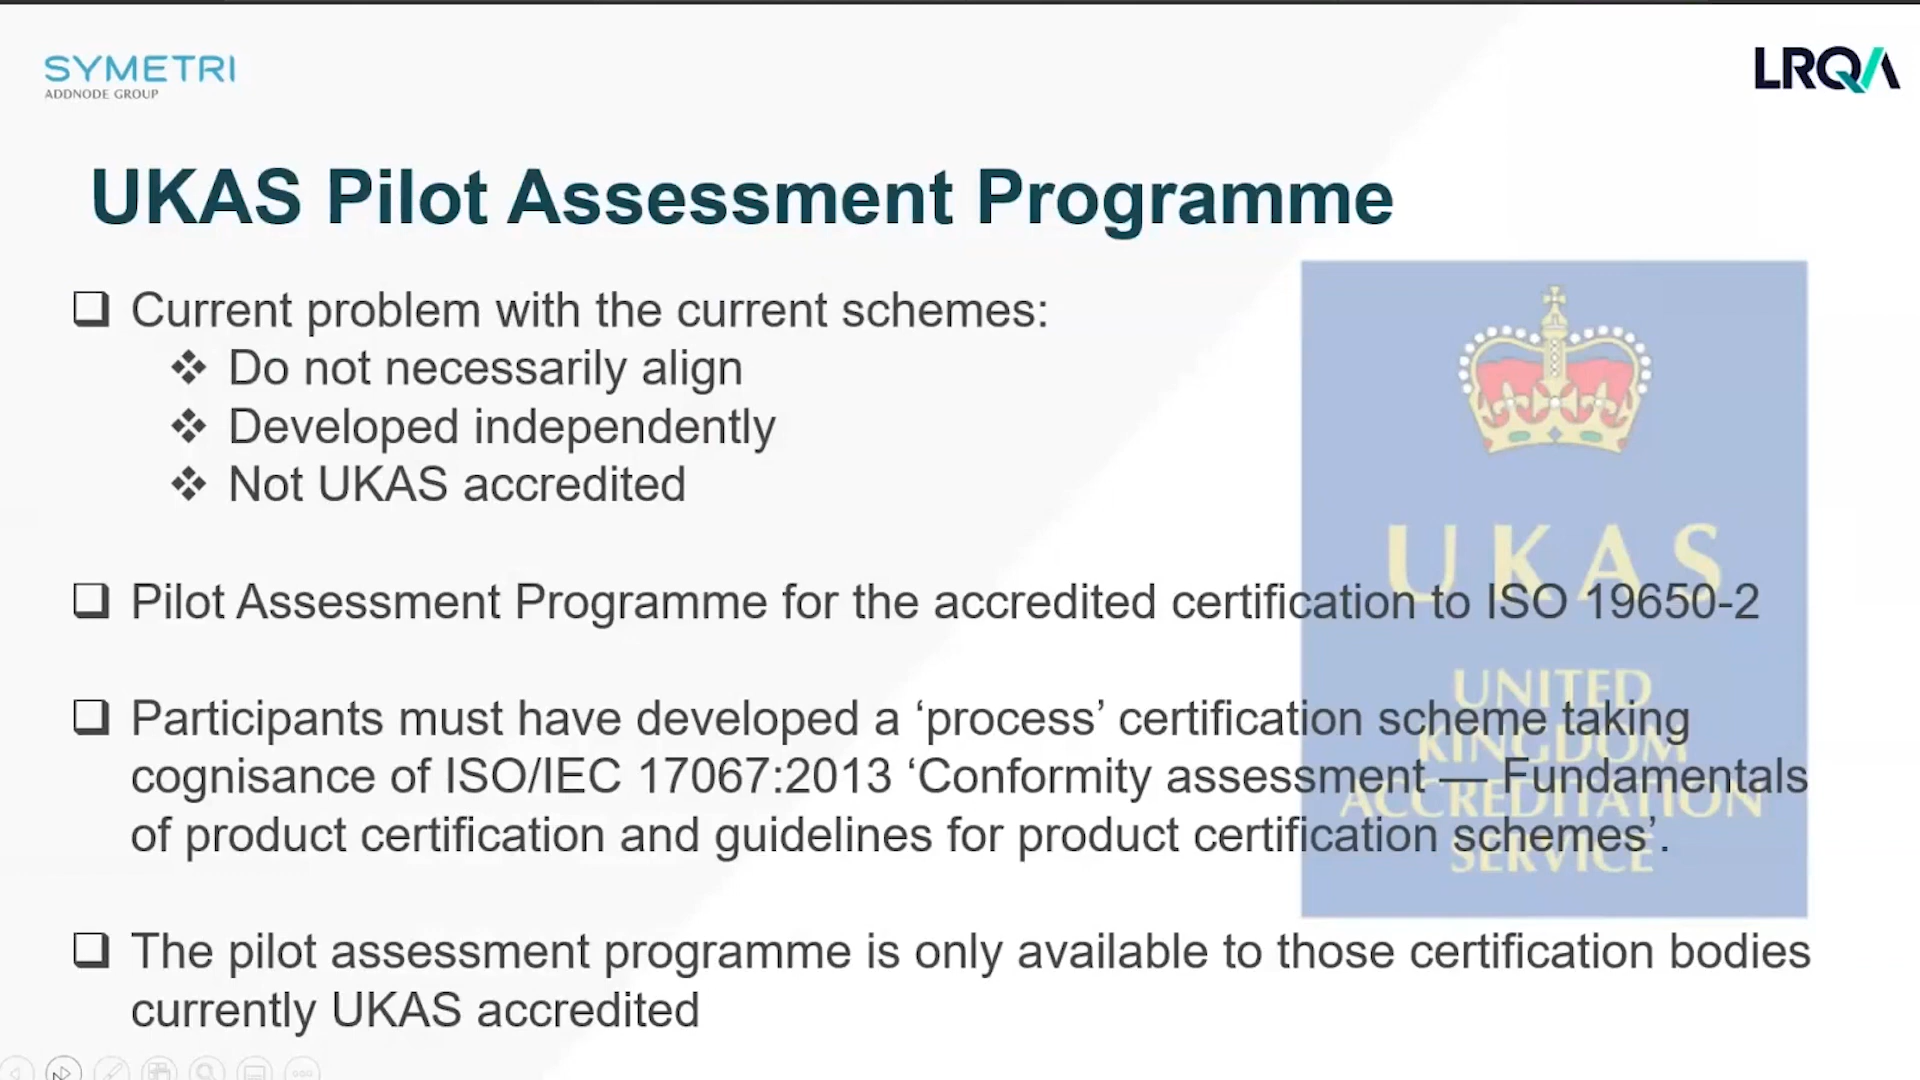 SYMETRI
ADDNODE GROUP
LRQA
UKAS Pilot Assessment Programme
Current problem with the current schemes:
Do not necessarily align
Developed independently
Not UKAS accredited
Pilot Assessment Programme for the accredited certification to ISO 19650-2
Participants must have developed a ‘process’ certification scheme taking
cognisance of ISO/IEC 17067:2013 ‘Conformity assessment — Fundamentals
of product certification and guidelines for product certification schemes’.
The pilot assessment programme is only available to those certification bodies
currently UKAS accredited
UKAS
UNITED
KINGDOM
ACCREDITATION
SERVICE